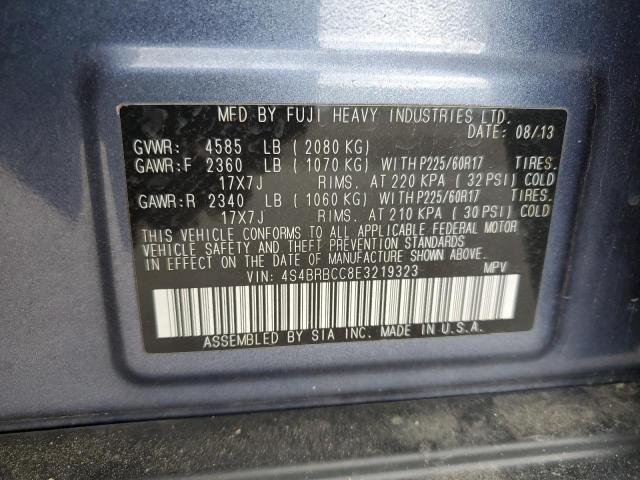 MFD BY FUJI HEAVY INDUSTRIES LTD.
DATE: 08/13
GVWR: 4585 LB ( 2080 KG)
GAWR:F 2360 LB ( 1070 KG) WITH P225/60R17 TIRES.
17X7J RIMS. AT 220 KPA ( 32 PSI) COLD
GAWR:R 2340 LB ( 1060 KG) WITH P225/60R17 TIRES.
17X7J RIMS. AT 210 KPA ( 30 PSI) COLD
THIS VEHICLE CONFORMS TO ALL APPLICABLE FEDERAL MOTOR
VEHICLE SAFETY AND THEFT PREVENTION STANDARDS
IN EFFECT ON THE DATE OF MANUFACTURE SHOWN ABOVE.
VIN: 4S4BRBCC8E3219323 MPV
ASSEMBLED BY SIA INC. MADE IN U.S.A.